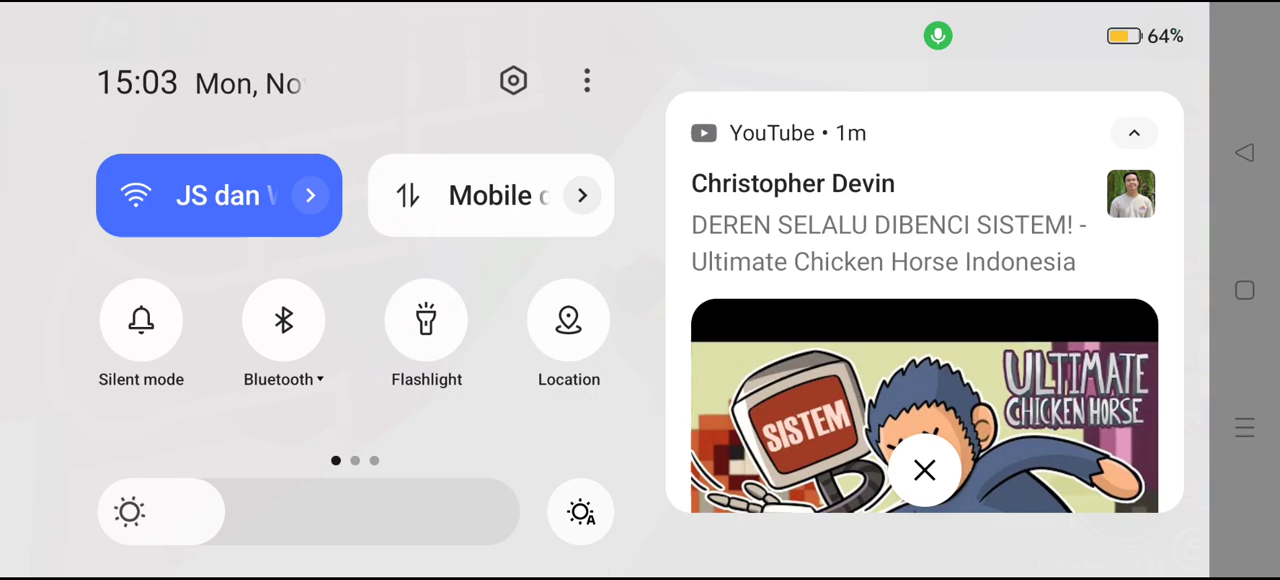 64%
15:03 Mon, No
JS dan
Mobile
Silent mode
Bluetooth
Flashlight
Location
A
YouTube • 1m
Christopher Devin
DEREN SELALU DIBENCI SISTEM! -
Ultimate Chicken Horse Indonesia
SISTEM
ULTIMATE
CHICKEN HORSE